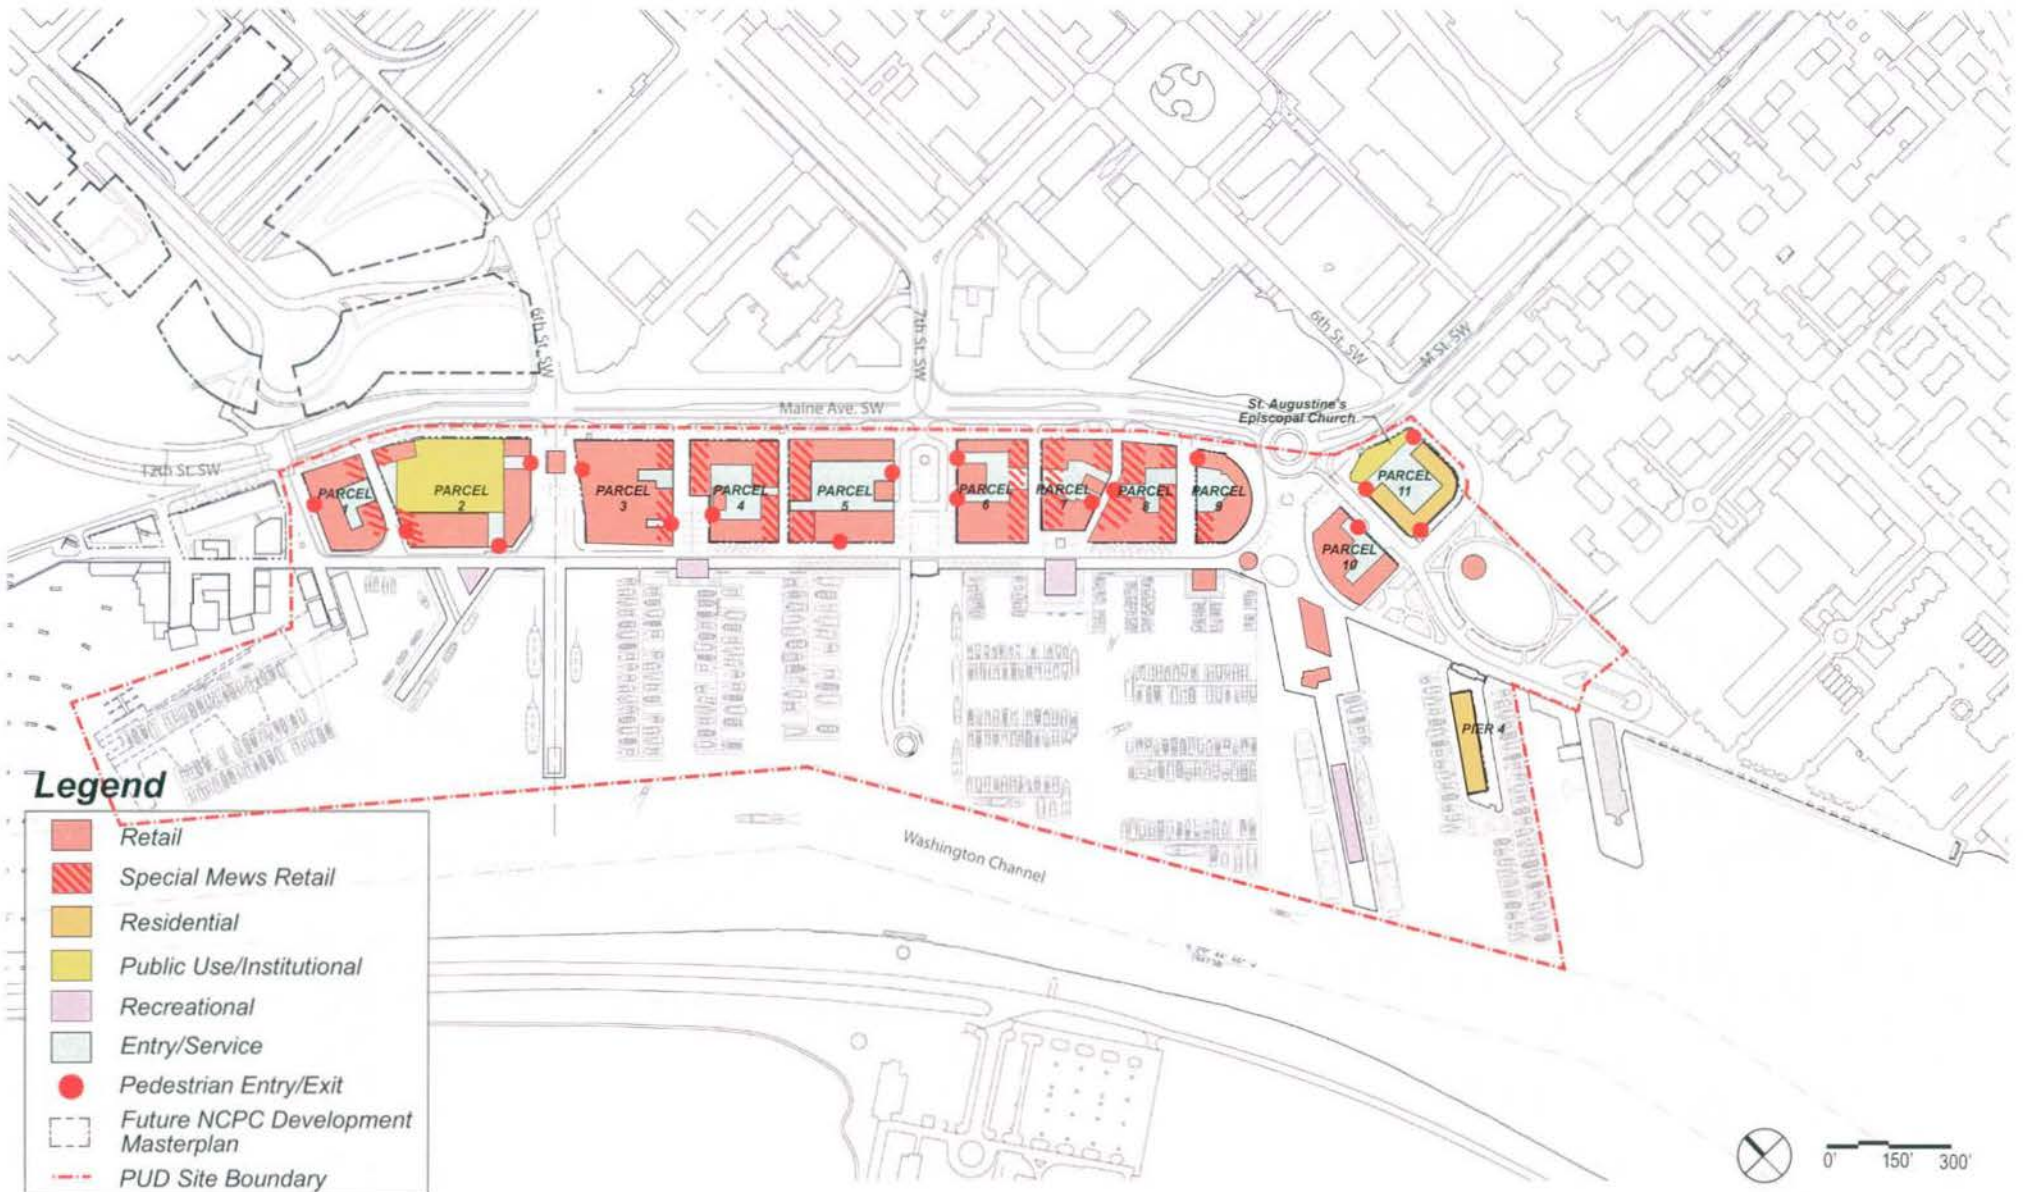 6th St. SW
7th St. SW
6th St. SW
M St. SW
Maine Ave. SW
St. Augustine's
Episcopal Church
12th St. SW
PARCEL
1
PARCEL
2
PARCEL
3
PARCEL
4
PARCEL
5
PARCEL
6
PARCEL
7
PARCEL
8
PARCEL
9
PARCEL
10
PARCEL
11
PIER 4
Washington Channel
Legend
Retail
Special Mews Retail
Residential
Public Use/Institutional
Recreational
Entry/Service
Pedestrian Entry/Exit
Future NCPC Development
Masterplan
PUD Site Boundary
0' 150' 300'